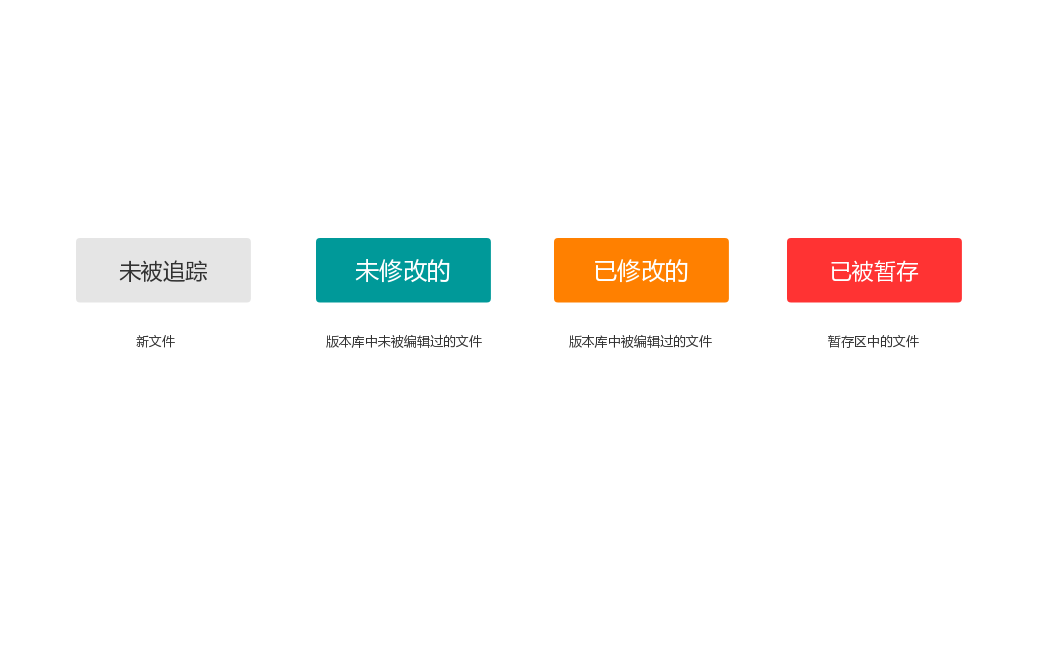 未被追踪
未修改的
已修改的
已被暂存
新文件
版本库中未被编辑过的文件
版本库中被编辑过的文件
暂存区中的文件